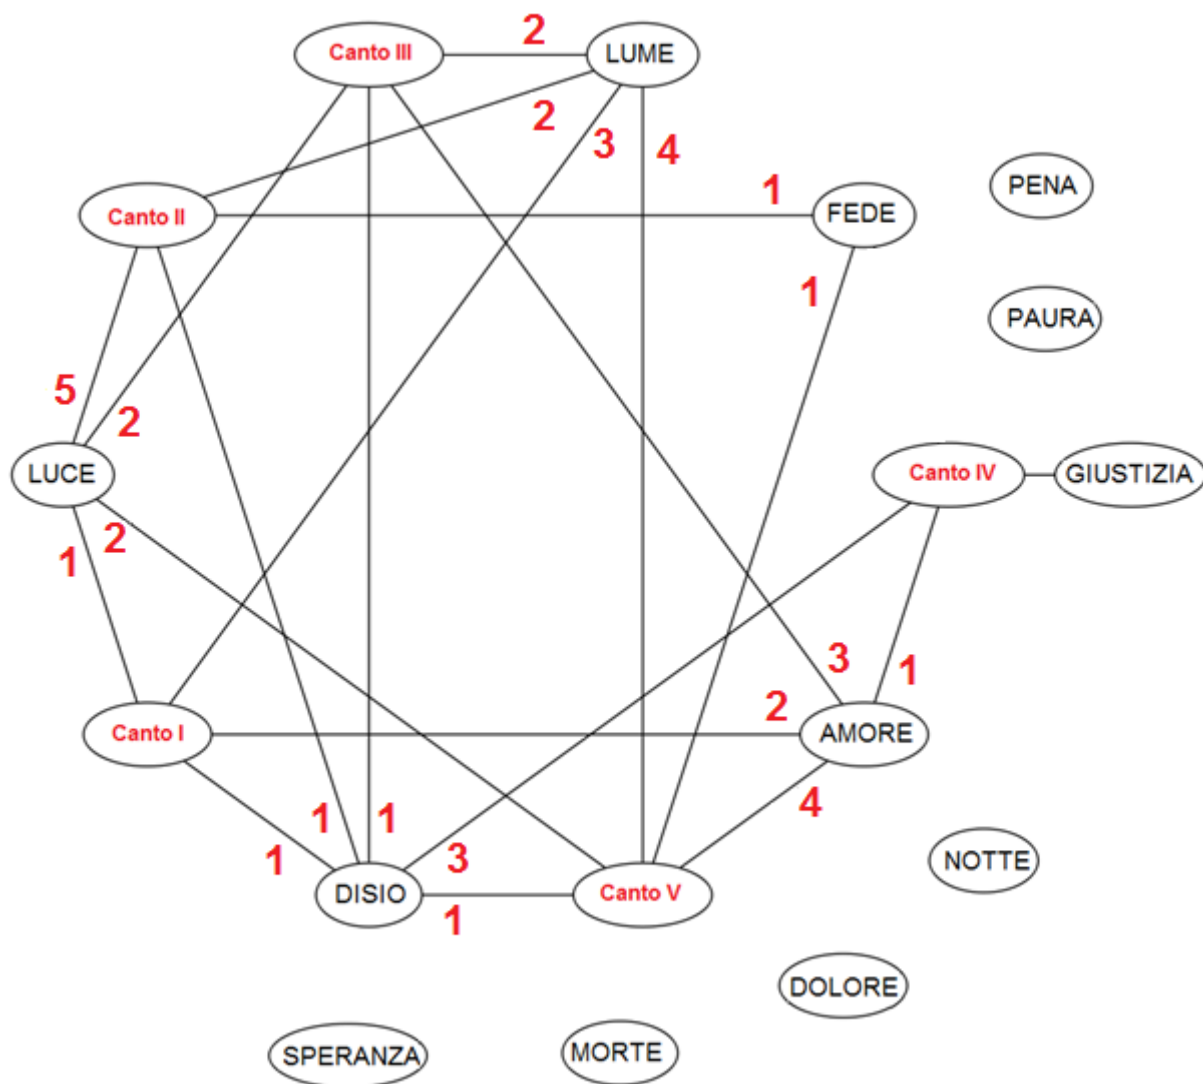 2
Canto III
LUME
2
3
4
PENA
1
Canto II
FEDE
1
PAURA
5
2
LUCE
Canto IV
GIUSTIZIA
2
1
3
1
2
Canto I
AMORE
1
1
4
1
3
NOTTE
DISIO
Canto V
1
DOLORE
SPERANZA
MORTE